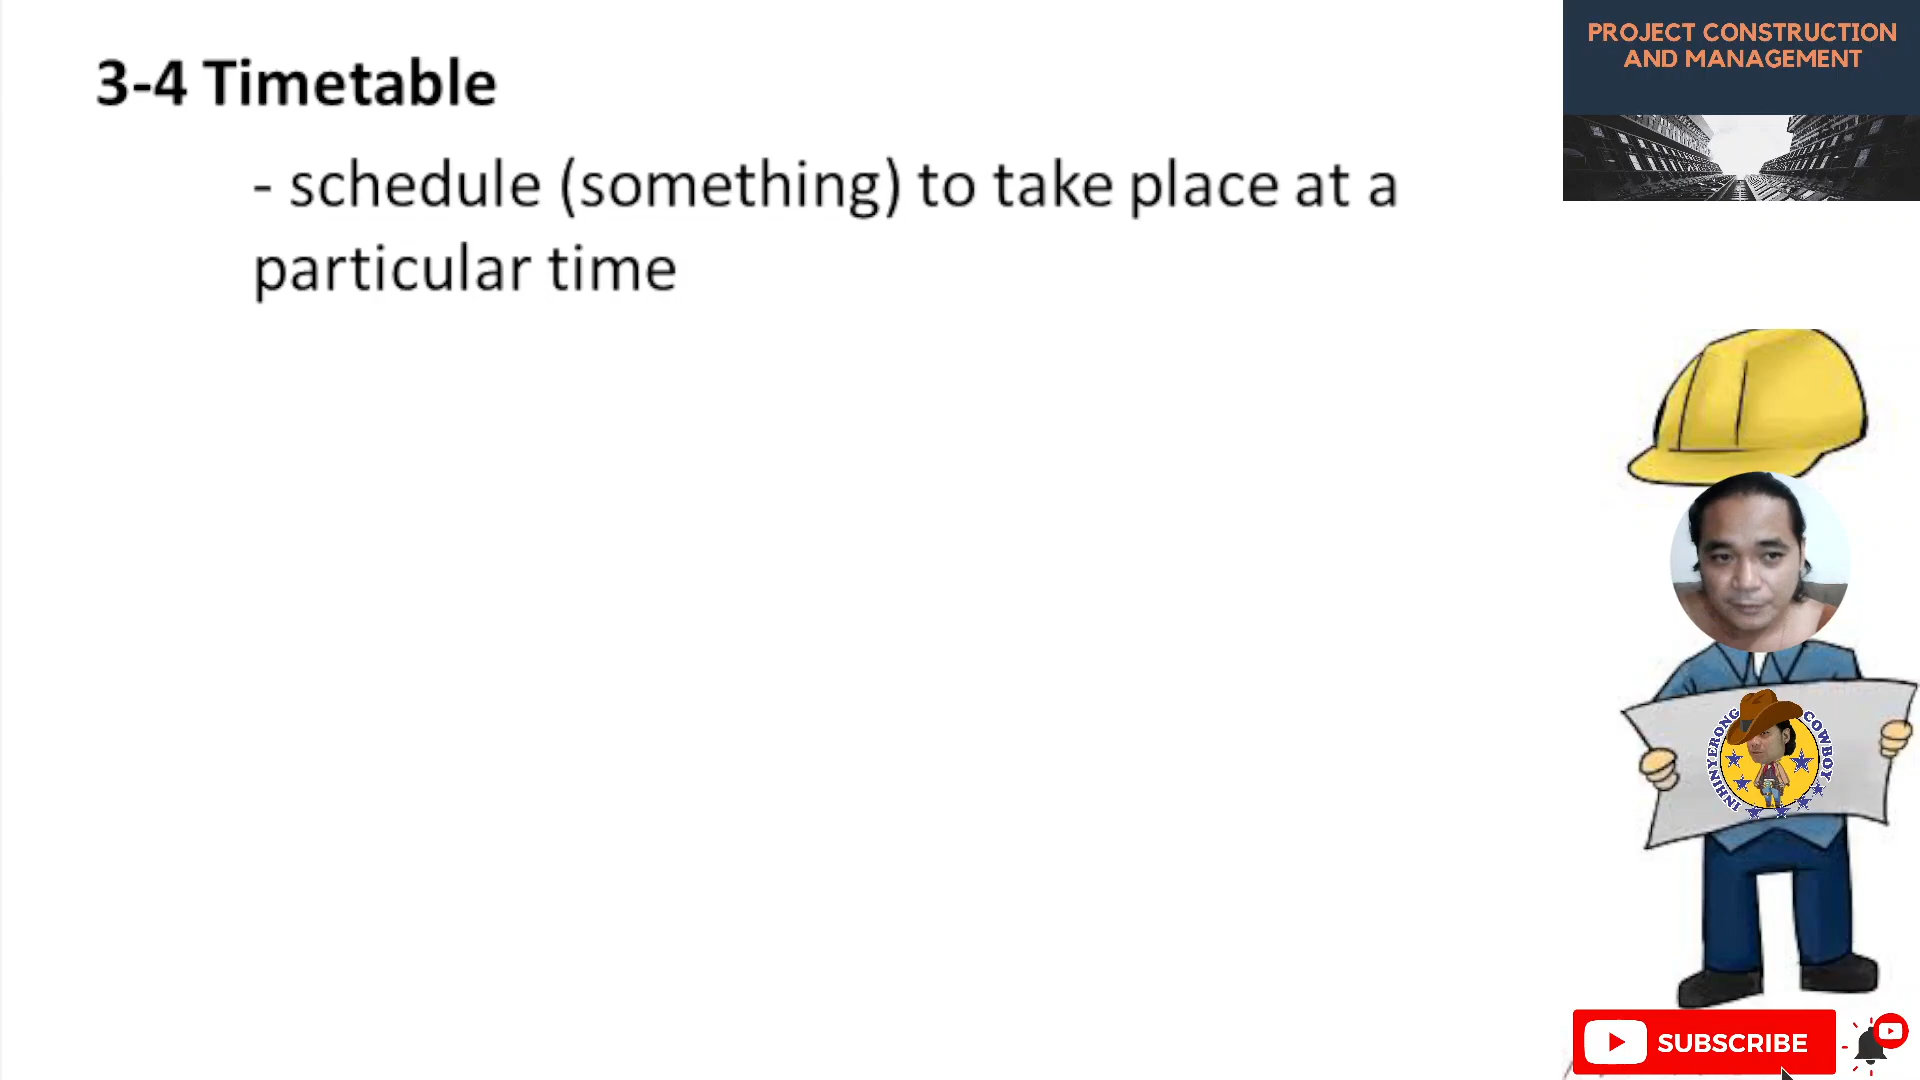 PROJECT CONSTRUCTION
AND MANAGEMENT
3-4 Timetable
- schedule (something) to take place at a
particular time
INHINYERONG COWBOY
SUBSCRIBE